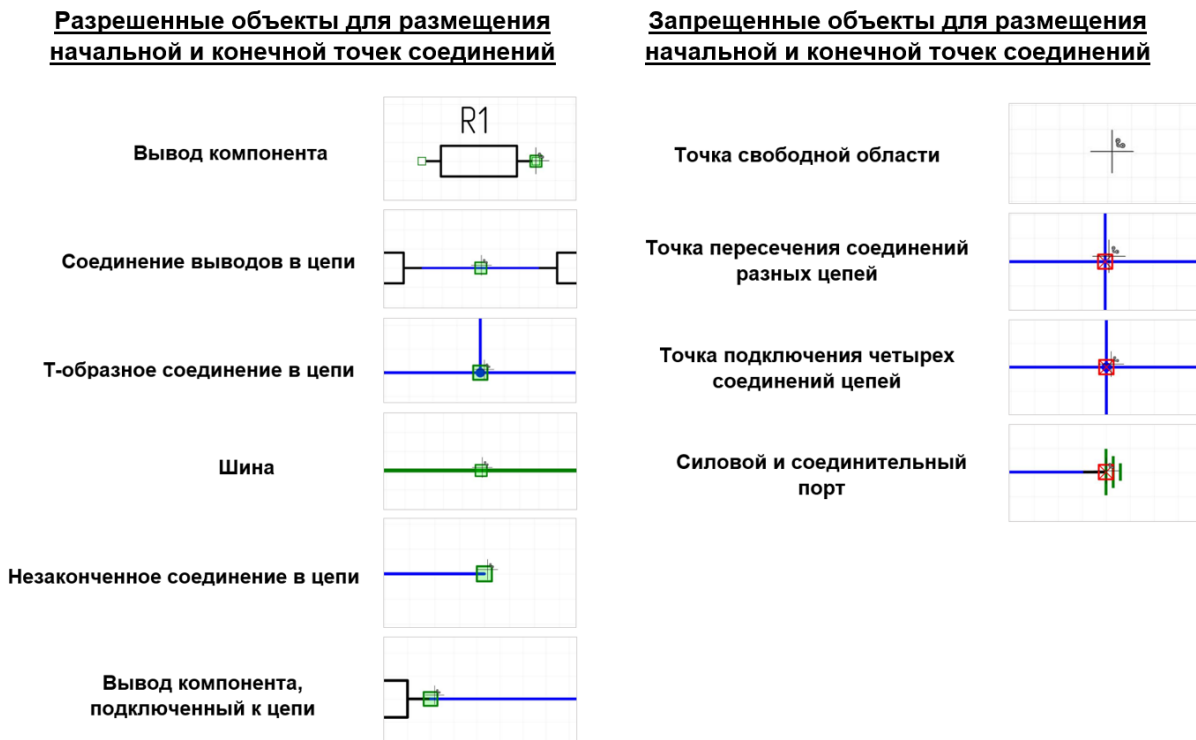 Разрешенные объекты для размещения
начальной и конечной точек соединений
Вывод компонента
R1
Соединение выводов в цепи
Т-образное соединение в цепи
Шина
Незаконченное соединение в цепи
Вывод компонента,
подключенный к цепи
Запрещенные объекты для размещения
начальной и конечной точек соединений
Точка свободной области
Точка пересечения соединений
разных цепей
Точка подключения четырех
соединений цепей
Силовой и соединительный
порт